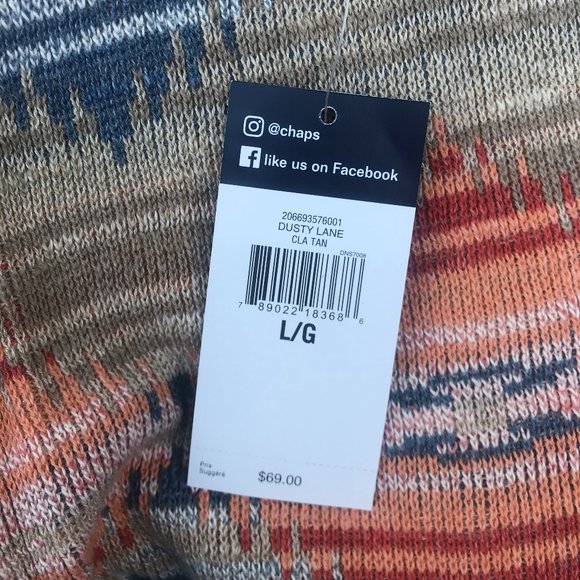 @chaps
like us on Facebook
206693576001
DUSTY LANE
CLA TAN
DNS7008
7 89022 18368 6
L/G
Prix
Suggéré
$69.00